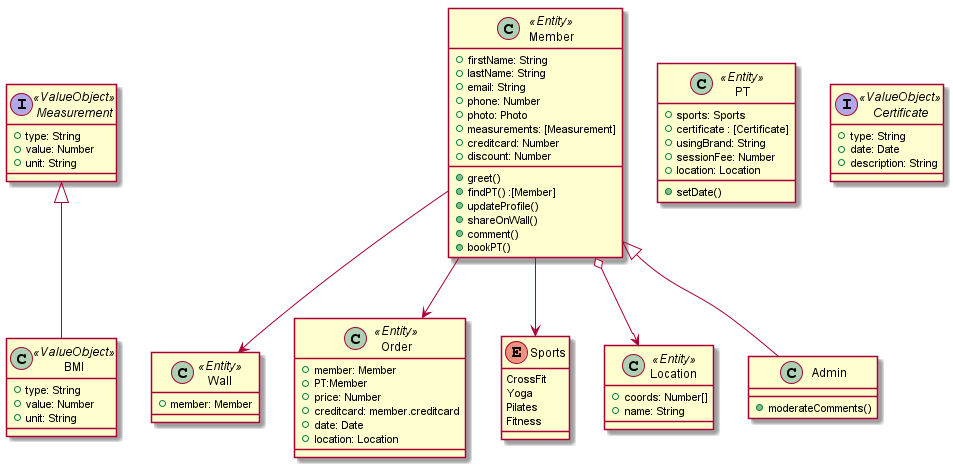 C
«Entity»
Member
firstName: String
lastName: String
email: String
phone: Number
photo: Photo
measurements: [Measurement]
creditcard: Number
discount: Number
greet()
findPT() :[Member]
updateProfile()
shareOnWall()
comment()
bookPT()
I
«ValueObject»
Measurement
type: String
value: Number
unit: String
C
«Entity»
PT
sports: Sports
certificate : [Certificate]
usingBrand: String
sessionFee: Number
location: Location
setDate()
I
«ValueObject»
Certificate
type: String
date: Date
description: String
C
«ValueObject»
BMI
type: String
value: Number
unit: String
C
«Entity»
Wall
member: Member
C
«Entity»
Order
member: Member
PT:Member
price: Number
creditcard: member.creditcard
date: Date
location: Location
E
Sports
CrossFit
Yoga
Pilates
Fitness
C
«Entity»
Location
coords: Number[]
name: String
C
Admin
moderateComments()